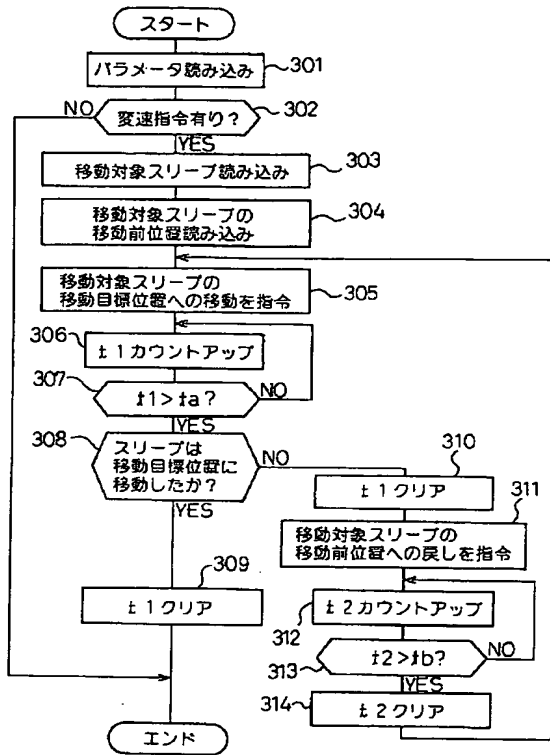 スタート
パラメータ読み込み
301
変速指令有り?
302
NO
YES
移動対象スリーブ読み込み
303
移動対象スリーブの
移動前位置読み込み
304
移動対象スリーブの
移動目標位置への移動を指令
305
306
t1カウントアップ
307
t1>ta?
NO
YES
308
スリーブは
移動目標位置に
移動したか?
NO
YES
310
t1クリア
311
移動対象スリーブの
移動前位置への戻しを指令
309
t1クリア
312
t2カウントアップ
313
t2>tb?
NO
YES
314
t2クリア
エンド